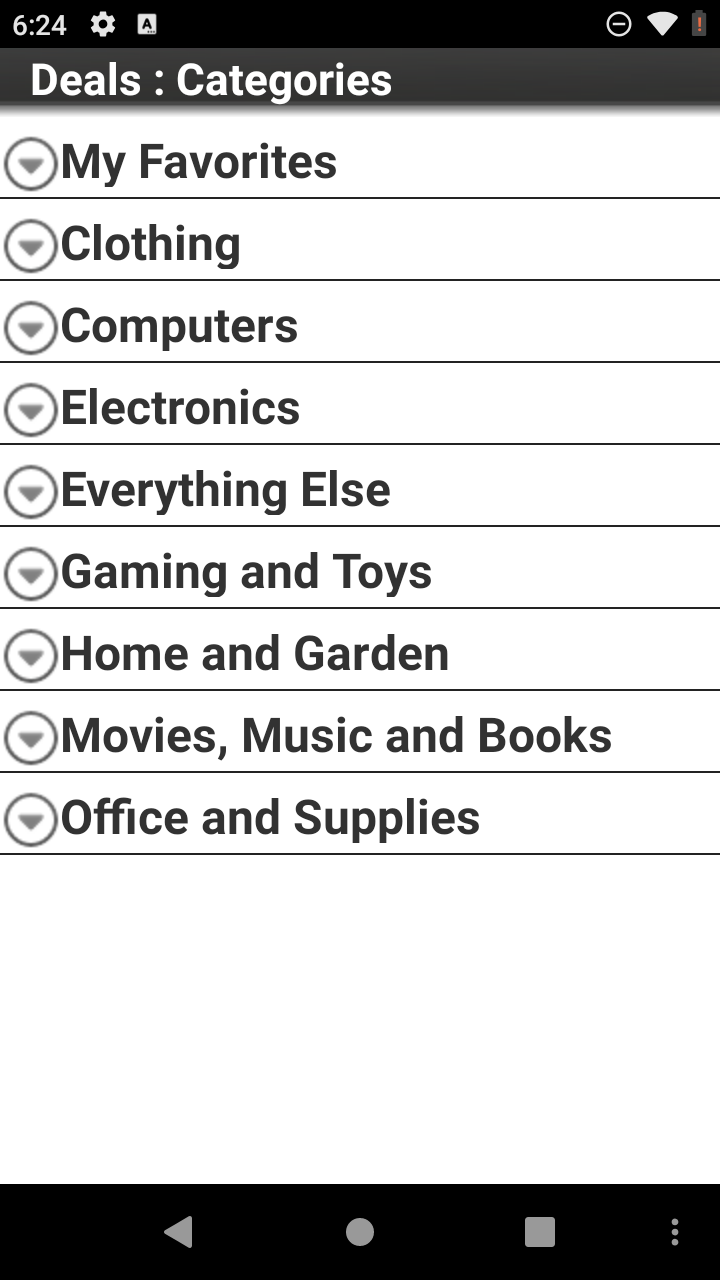 6:24
Deals : Categories
My Favorites
Clothing
Computers
Electronics
Everything Else
Gaming and Toys
Home and Garden
Movies, Music and Books
Office and Supplies